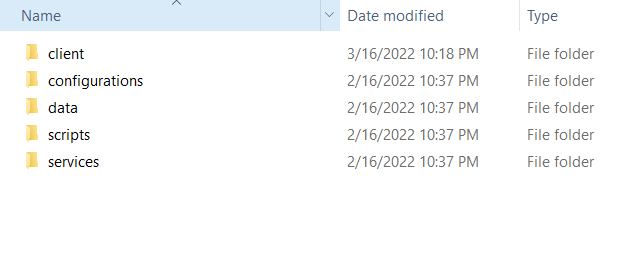 Name Date modified Type
client 3/16/2022 10:18 PM File folder
configurations 2/16/2022 10:37 PM File folder
data 2/16/2022 10:37 PM File folder
scripts 2/16/2022 10:37 PM File folder
services 2/16/2022 10:37 PM File folder